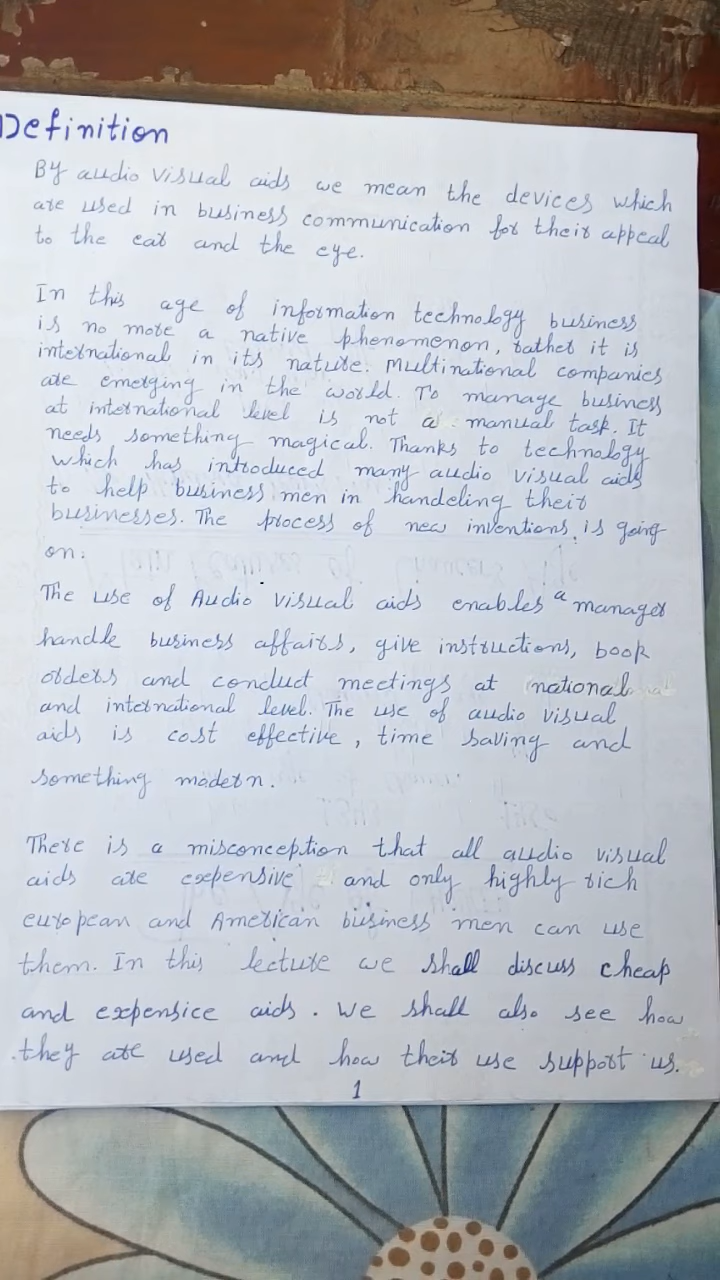 Definition
By audio visual aids we mean the devices which
are used in business communication for their appeal
to the ear and the eye.
In this age of information technology business
is no more a native phenomenon, rather it is
international in its nature. Multinational companies
are emerging in the world. To manage business
at international level is not a manual task. It
needs something magical. Thanks to technology
which has introduced many audio visual aids
to help business men in handeling their
businesses. The process of new inventions is going
on.
The use of Audio visual aids enables a manager
handle business affairs, give instructions, book
orders and conduct meetings at national
and international level. The use of audio visual
aids is cost effective, time saving and
something modern.
There is a misconception that all audio visual
aids are expensive and only highly rich
european and American business men can use
them. In this lecture we shall discuss cheap
and expensice aids. We shall also see how
they are used and how their use support us.
1